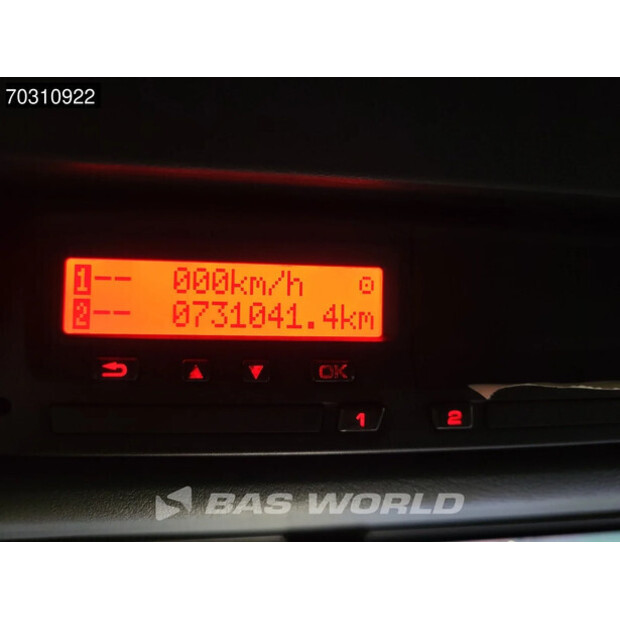 70310922
1-- 000km/h
2-- 0731041.4km
OK
1 2
BAS WORLD